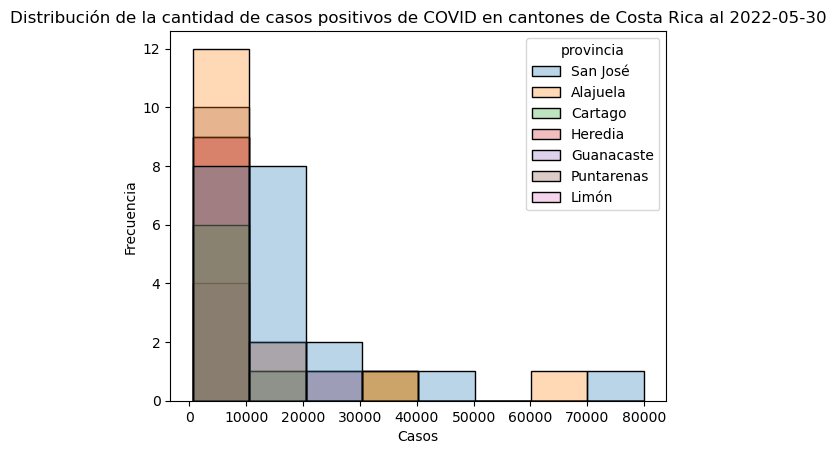 Distribución de la cantidad de casos positivos de COVID en cantones de Costa Rica al 2022-05-30
provincia
San José
Alajuela
Cartago
Heredia
Guanacaste
Puntarenas
Limón
Frecuencia
12
10
8
6
4
2
0
0 10000 20000 30000 40000 50000 60000 70000 80000
Casos